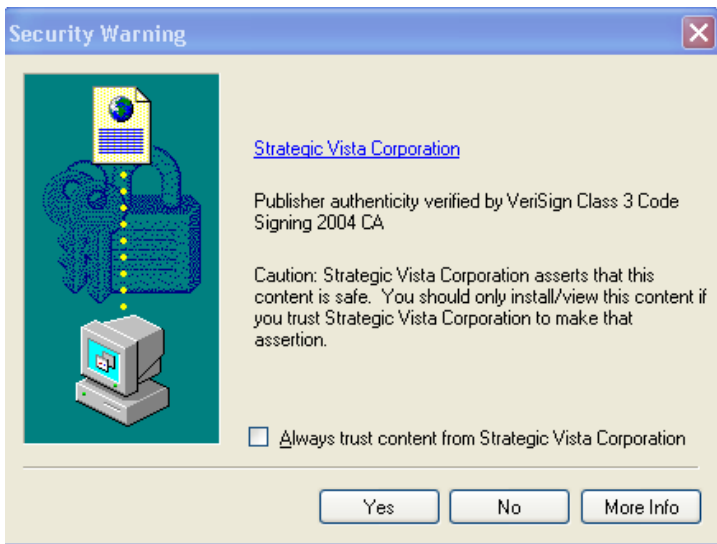 Security Warning
Strategic Vista Corporation
Publisher authenticity verified by VeriSign Class 3 Code
Signing 2004 CA
Caution: Strategic Vista Corporation asserts that this
content is safe.  You should only install/view this content if
you trust Strategic Vista Corporation to make that
assertion.
Always trust content from Strategic Vista Corporation
Yes
No
More Info